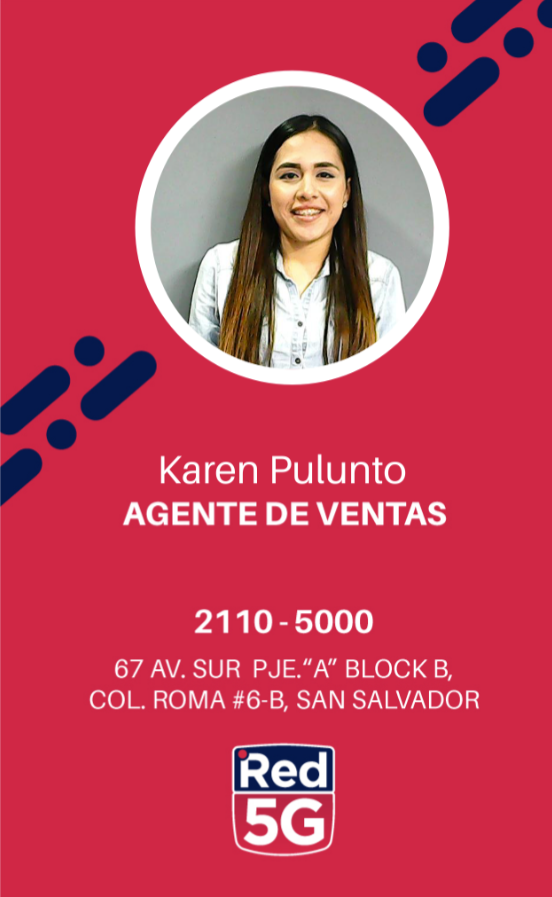 Karen Pulunto
AGENTE DE VENTAS
2110 - 5000
67 AV. SUR PJE.“A” BLOCK B,
COL. ROMA #6-B, SAN SALVADOR
Red
5G